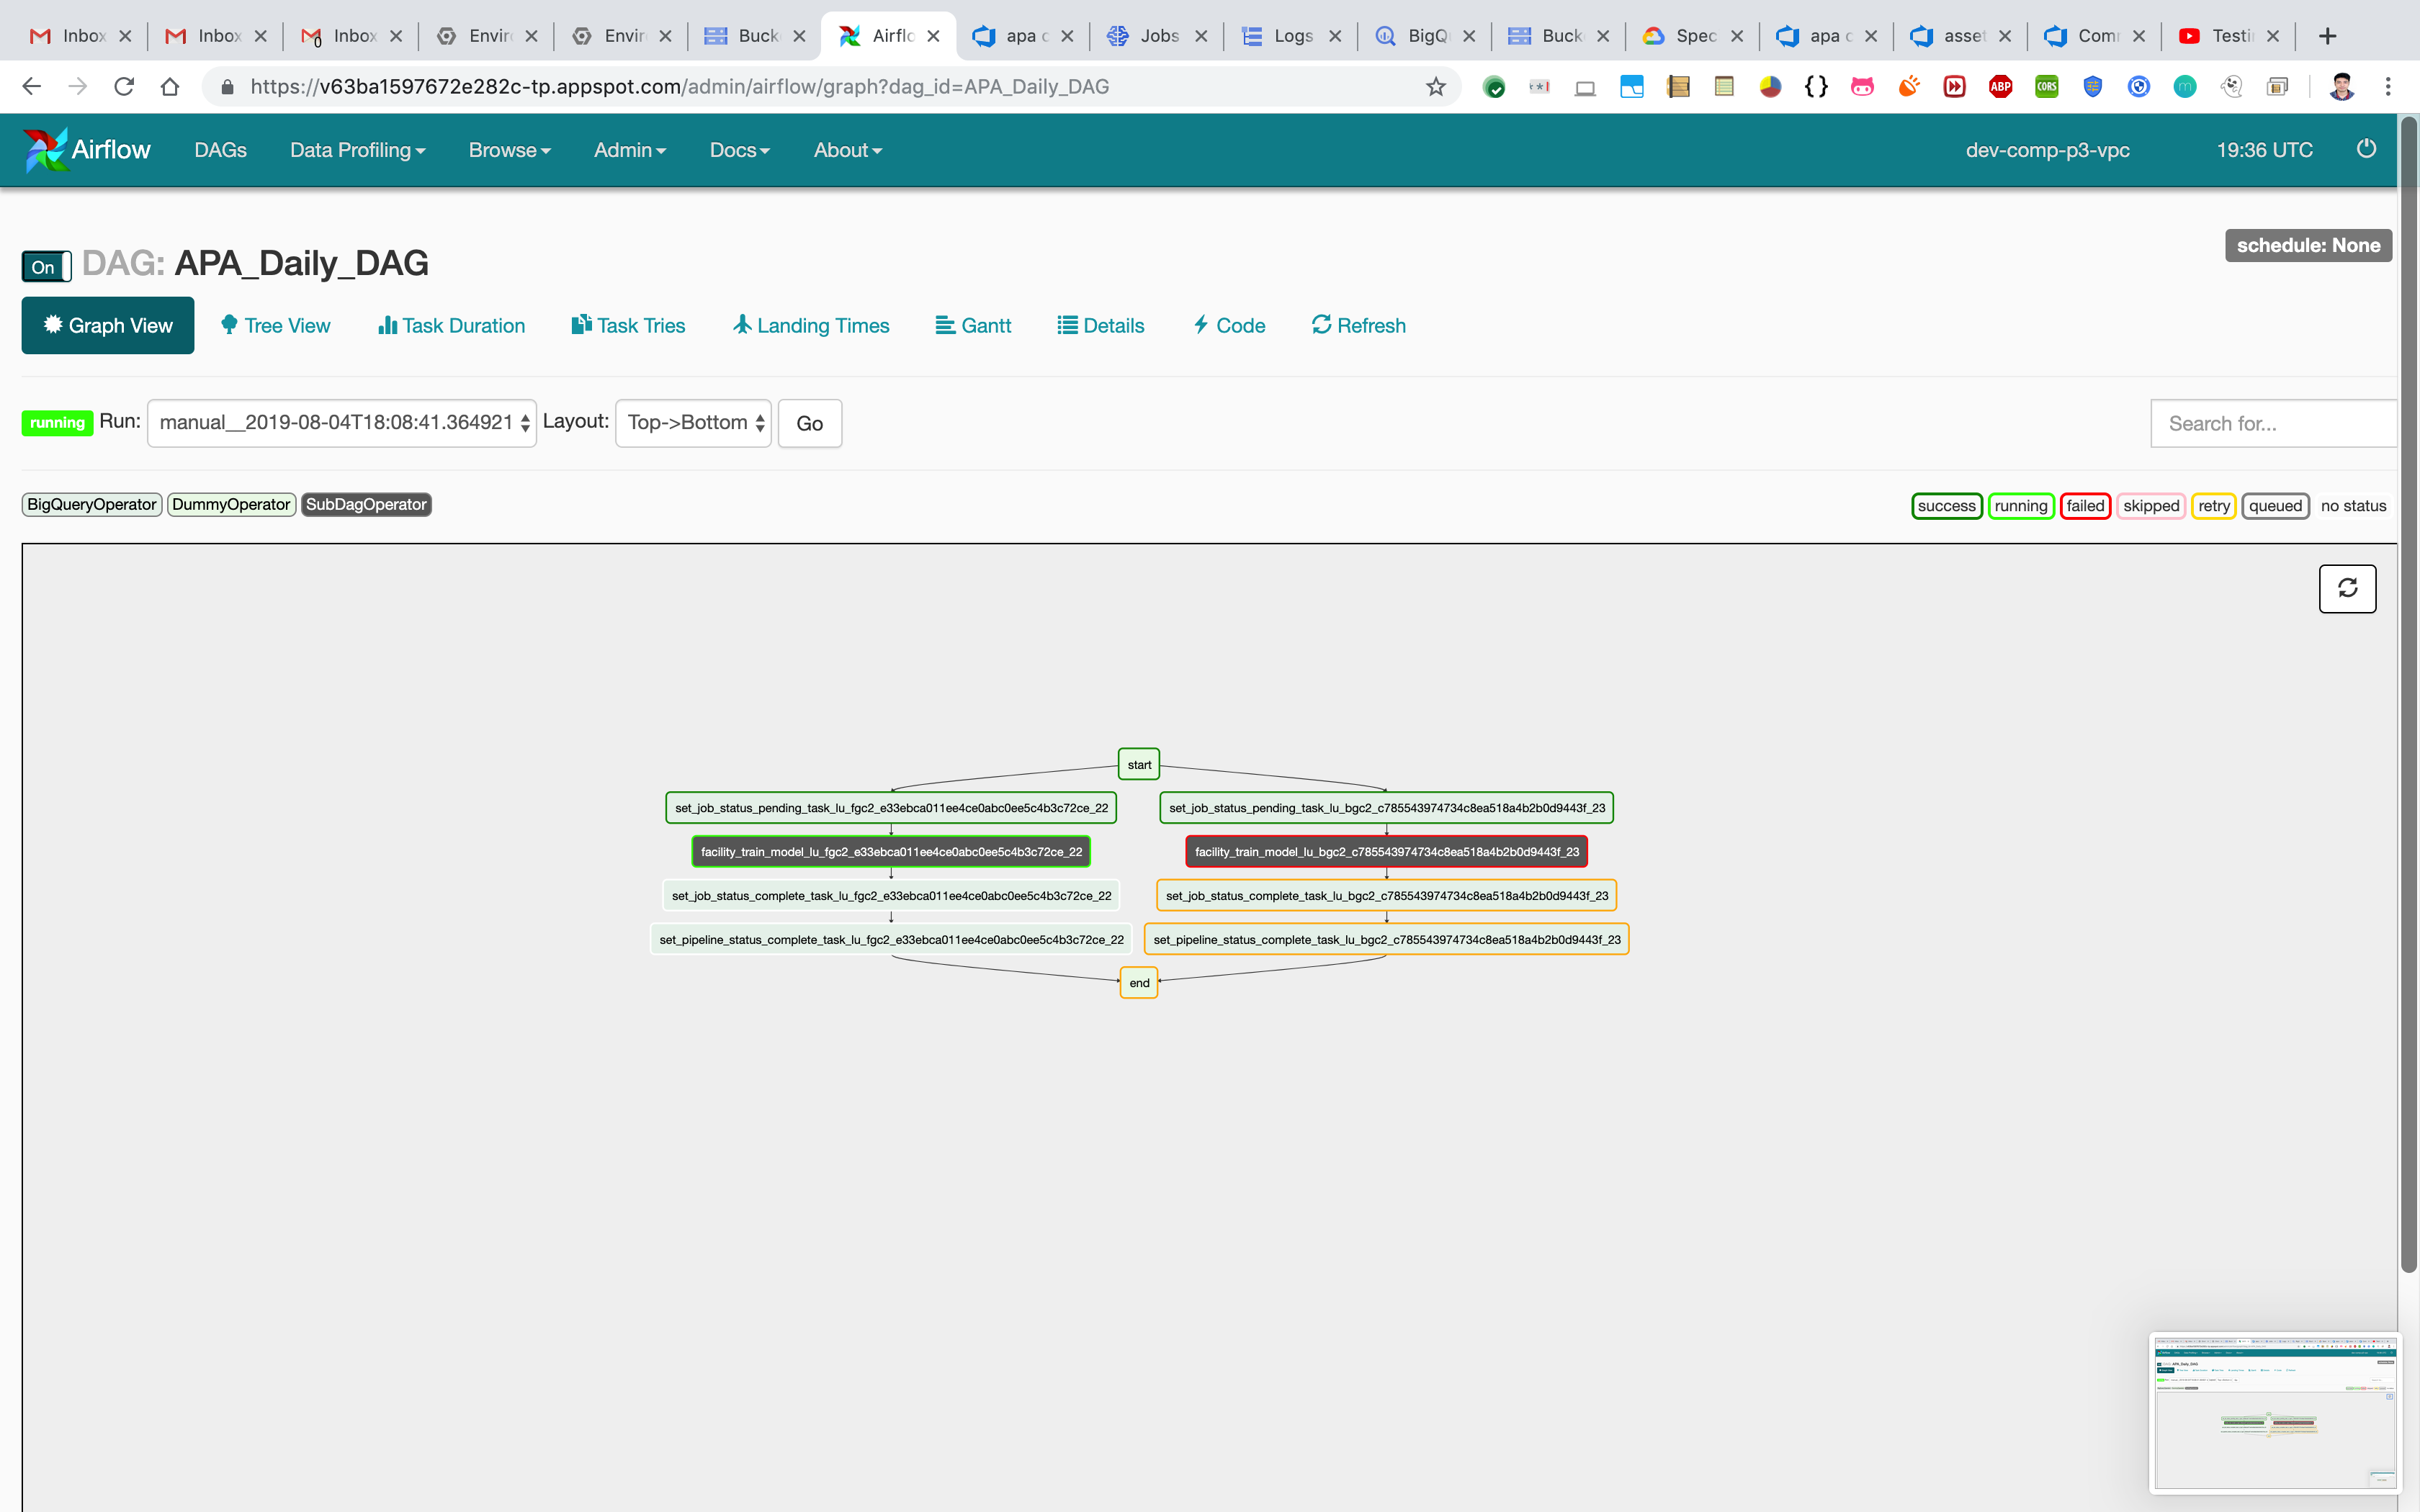 Inbox Inbox Inbox Envir Envir Buck Airflo apa c Jobs Logs BigQ Buck Spec apa c asset Com Testi
https://v63ba1597672e282c-tp.appspot.com/admin/airflow/graph?dag_id=APA_Daily_DAG
Airflow DAGs Data Profiling Browse Admin Docs About dev-comp-p3-vpc 19:36 UTC
schedule: None
On DAG: APA_Daily_DAG
Graph View Tree View Task Duration Task Tries Landing Times Gantt Details Code Refresh
running Run: manual__2019-08-04T18:08:41.364921 Layout: Top->Bottom Go Search for...
BigQueryOperator DummyOperator SubDagOperator success running failed skipped retry queued no status
start
set_job_status_pending_task_lu_fgc2_e33ebca011ee4ce0abc0ee5c4b3c72ce_22 set_job_status_pending_task_lu_bgc2_c785543974734c8ea518a4b2b0d9443f_23
facility_train_model_lu_fgc2_e33ebca011ee4ce0abc0ee5c4b3c72ce_22 facility_train_model_lu_bgc2_c785543974734c8ea518a4b2b0d9443f_23
set_job_status_complete_task_lu_fgc2_e33ebca011ee4ce0abc0ee5c4b3c72ce_22 set_job_status_complete_task_lu_bgc2_c785543974734c8ea518a4b2b0d9443f_23
set_pipeline_status_complete_task_lu_fgc2_e33ebca011ee4ce0abc0ee5c4b3c72ce_22 set_pipeline_status_complete_task_lu_bgc2_c785543974734c8ea518a4b2b0d9443f_23
end